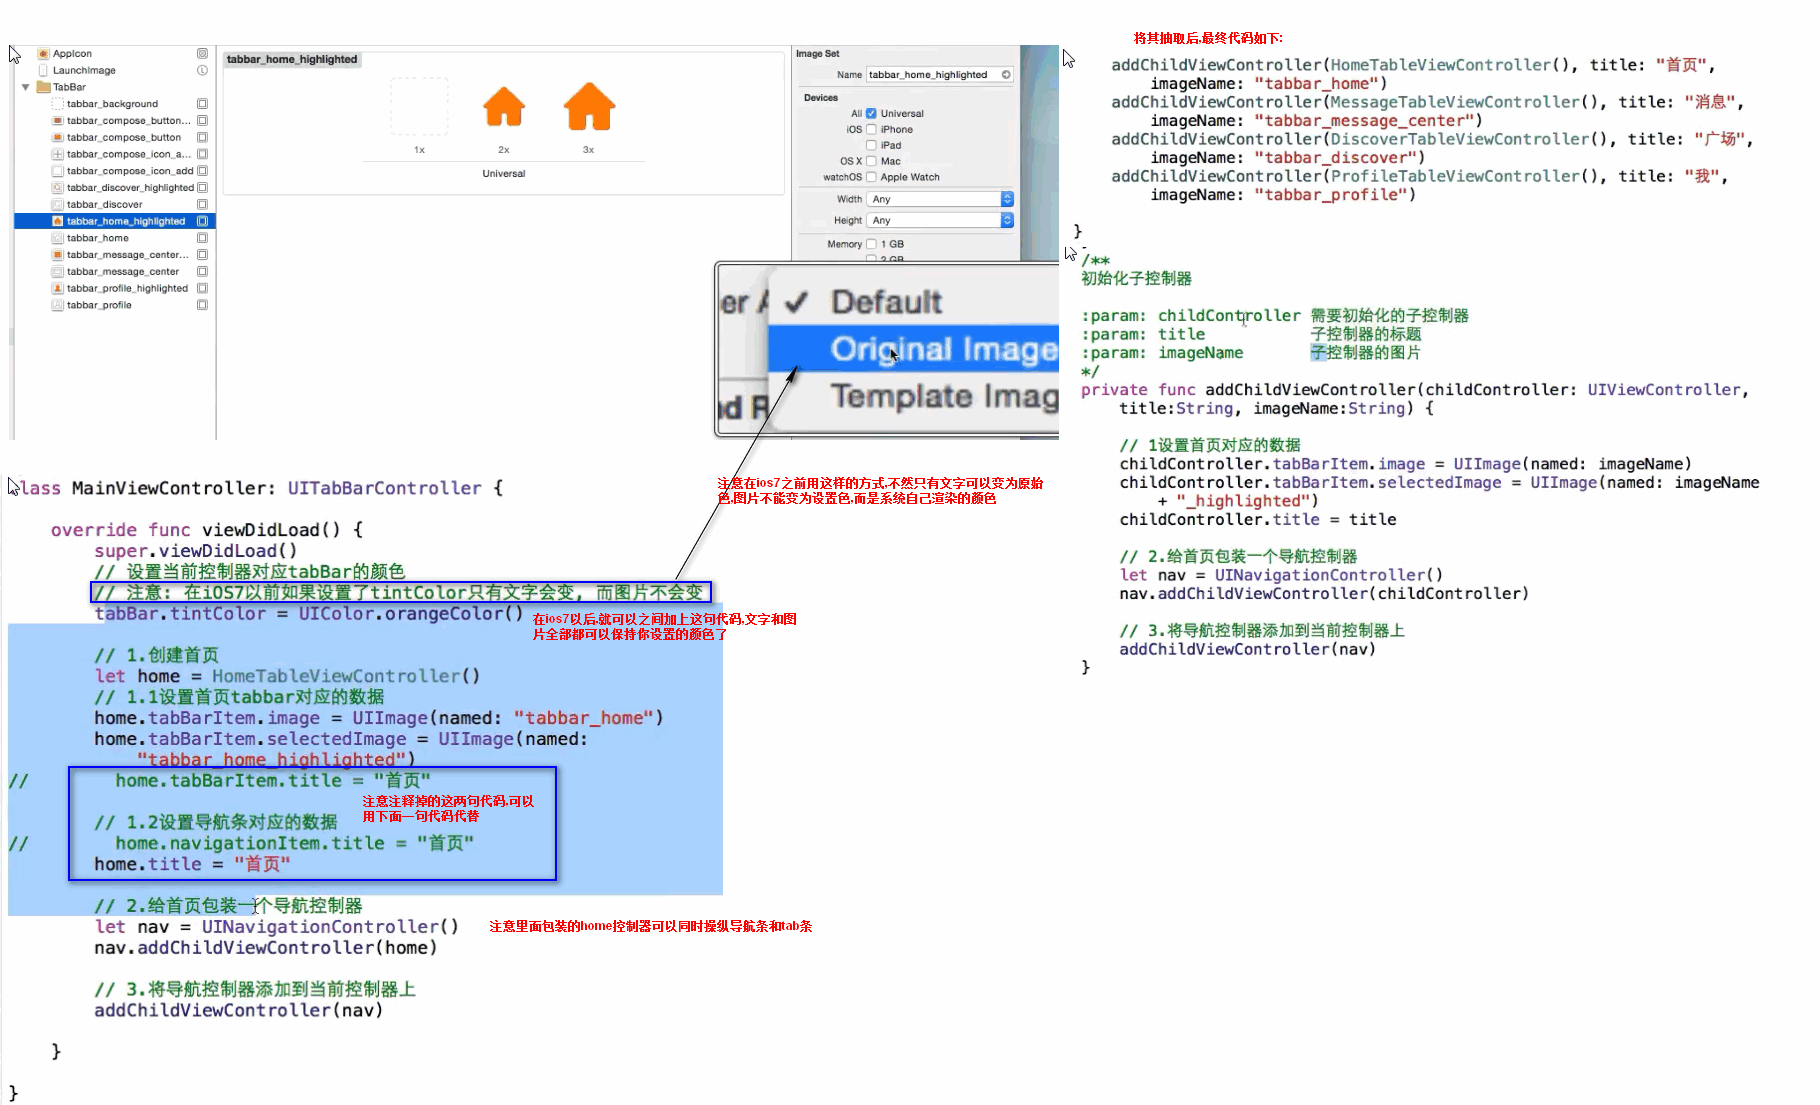 AppIcon
LaunchImage
TabBar
tabbar_background
tabbar_compose_button...
tabbar_compose_button
tabbar_compose_icon_a...
tabbar_compose_icon_add
tabbar_discover_highlighted
tabbar_discover
tabbar_home_highlighted
tabbar_home
tabbar_message_center...
tabbar_message_center
tabbar_profile_highlighted
tabbar_profile
tabbar_home_highlighted
1x
2x
3x
Universal
Image Set
Name tabbar_home_highlighted
Devices
All Universal
iOS iPhone
iPad
OS X Mac
watchOS Apple Watch
Width Any
Height Any
Memory 1 GB
2 GB
er A ✓ Default
Original Image
nd R Template Imag
注意在ios7之前用这样的方式,不然只有文字可以变为原始
色,图片不能变为设置色,而是系统自己渲染的颜色
class MainViewController: UITabBarController {
override func viewDidLoad() {
super.viewDidLoad()
// 设置当前控制器对应tabBar的颜色
// 注意: 在iOS7以前如果设置了tintColor只有文字会变, 而图片不会变
tabBar.tintColor = UIColor.orangeColor()
在ios7以后,就可以之间加上这句代码,文字和图
片全部都可以保持你设置的颜色了
// 1.创建首页
let home = HomeTableViewController()
// 1.1设置首页tabbar对应的数据
home.tabBarItem.image = UIImage(named: "tabbar_home")
home.tabBarItem.selectedImage = UIImage(named:
"tabbar_home_highlighted")
// home.tabBarItem.title = "首页"
注意注释掉的这两句代码,可以
用下面一句代码代替
// 1.2设置导航条对应的数据
// home.navigationItem.title = "首页"
home.title = "首页"
// 2.给首页包装一个导航控制器
let nav = UINavigationController()
注意里面包装的home控制器可以同时操纵导航条和tab条
nav.addChildViewController(home)
// 3.将导航控制器添加到当前控制器上
addChildViewController(nav)
}
}
将其抽取后,最终代码如下:
addChildViewController(HomeTableViewController(), title: "首页",
imageName: "tabbar_home")
addChildViewController(MessageTableViewController(), title: "消息",
imageName: "tabbar_message_center")
addChildViewController(DiscoverTableViewController(), title: "广场",
imageName: "tabbar_discover")
addChildViewController(ProfileTableViewController(), title: "我",
imageName: "tabbar_profile")
}
/**
初始化子控制器
:param: childController 需要初始化的子控制器
:param: title 子控制器的标题
:param: imageName 子控制器的图片
*/
private func addChildViewController(childController: UIViewController,
title:String, imageName:String) {
// 1设置首页对应的数据
childController.tabBarItem.image = UIImage(named: imageName)
childController.tabBarItem.selectedImage = UIImage(named: imageName
+ "_highlighted")
childController.title = title
// 2.给首页包装一个导航控制器
let nav = UINavigationController()
nav.addChildViewController(childController)
// 3.将导航控制器添加到当前控制器上
addChildViewController(nav)
}